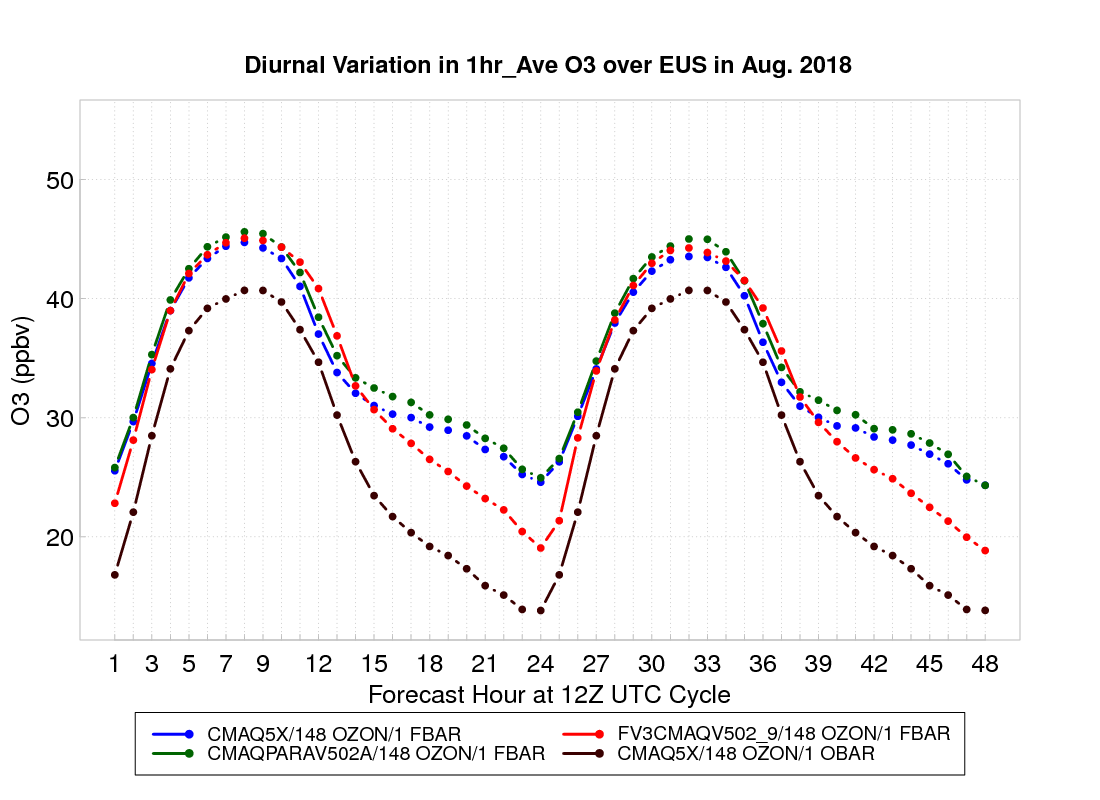 Diurnal Variation in 1hr_Ave O3 over EUS in Aug. 2018
O3 (ppbv)
50
40
30
20
1 3 5 7 9 12 15 18 21 24 27 30 33 36 39 42 45 48
Forecast Hour at 12Z UTC Cycle
CMAQ5X/148 OZON/1 FBAR FV3CMAQV502_9/148 OZON/1 FBAR
CMAQPARAV502A/148 OZON/1 FBAR CMAQ5X/148 OZON/1 OBAR